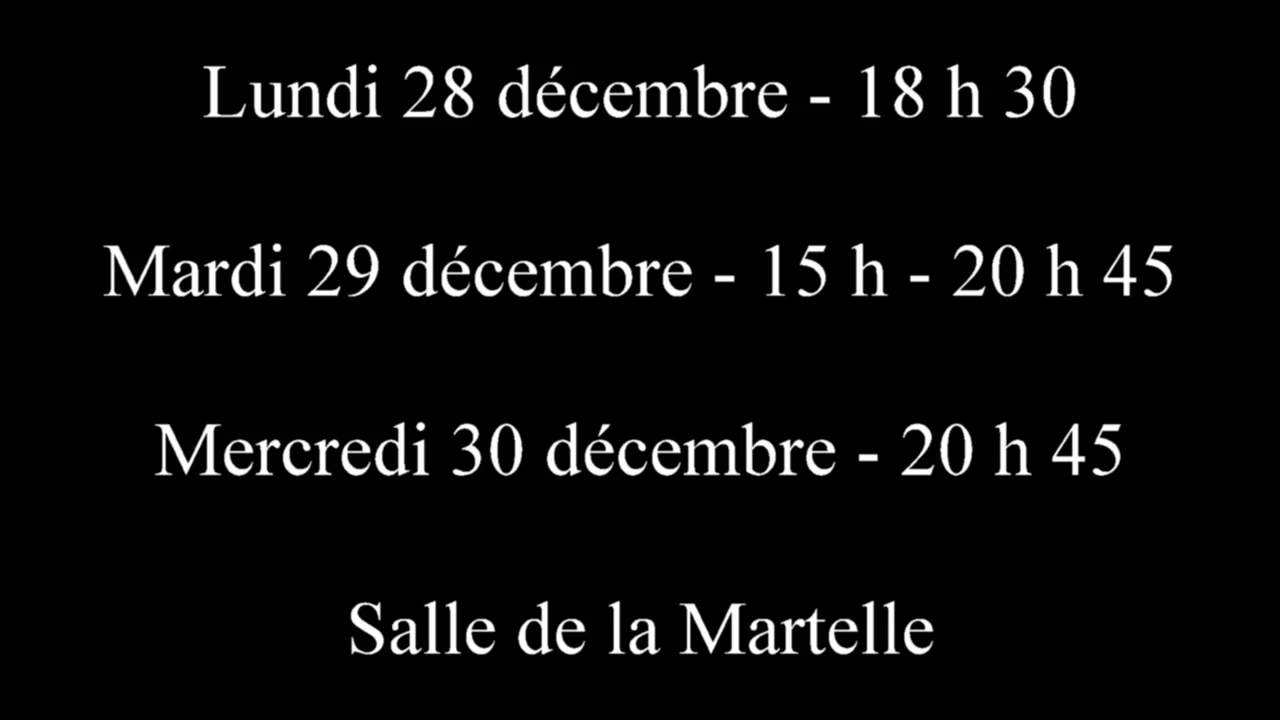 Lundi 28 décembre - 18 h 30
Mardi 29 décembre - 15 h - 20 h 45
Mercredi 30 décembre - 20 h 45
Salle de la Martelle